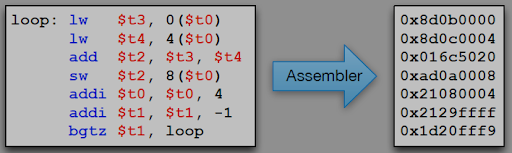 loop: lw $t3, 0($t0)
lw $t4, 4($t0)
add $t2, $t3, $t4
sw $t2, 8($t0)
addi $t0, $t0, 4
addi $t1, $t1, -1
bgtz $t1, loop
Assembler
0x8d0b0000
0x8d0c0004
0x016c5020
0xad0a0008
0x21080004
0x2129ffff
0x1d20fff9